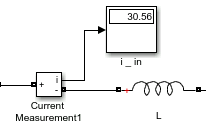 30.56
i _ in
i
+
-
Current
Measurement1
+
L